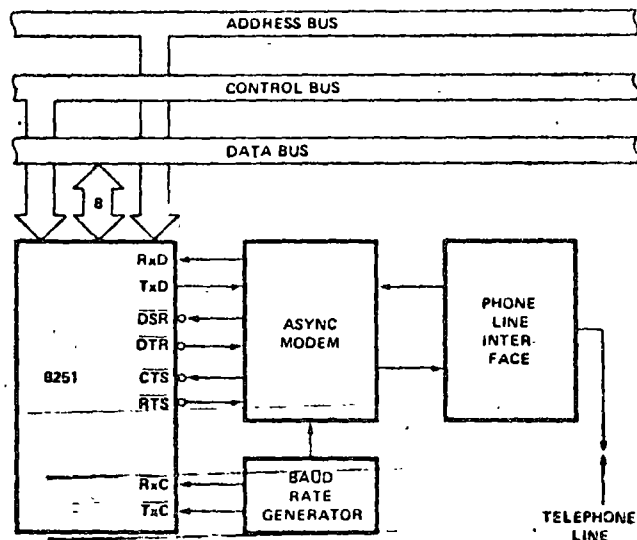 ADDRESS BUS
CONTROL BUS
DATA BUS
8
8251
RxD
TxD
DSR
DTR
CTS
RTS
RxC
TxC
ASYNC
MODEM
BAUD
RATE
GENERATOR
PHONE
LINE
INTER-
FACE
TELEPHONE
LINE